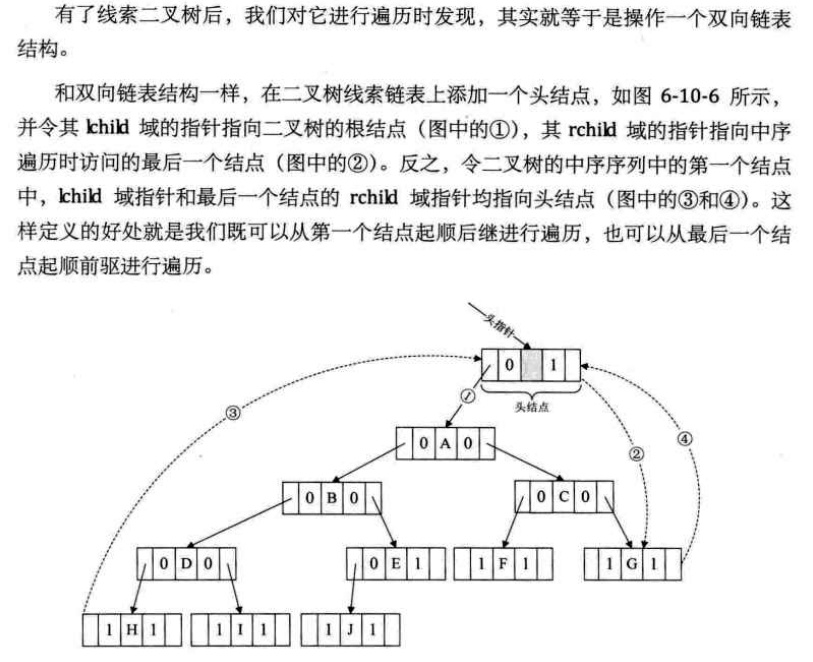 有了线索二叉树后，我们对它进行遍历时发现，其实就等于是操作一个双向链表
结构。
和双向链表结构一样，在二叉树线索链表上添加一个头结点，如图 6-10-6 所示，
并令其 lchild 域的指针指向二叉树的根结点（图中的①），其 rchild 域的指针指向中序
遍历时访问的最后一个结点（图中的②）。反之，令二叉树的中序序列中的第一个结点
中，lchild 域指针和最后一个结点的 rchild 域指针均指向头结点（图中的③和④）。这
样定义的好处就是我们既可以从第一个结点起顺后继进行遍历，也可以从最后一个结
点起顺前驱进行遍历。
头指针
0 1
头结点
①
③
②
④
0 A 0
0 B 0
0 C 0
0 D 0
0 E 1
1 F 1
1 G 1
1 H 1
1 I 1
1 J 1